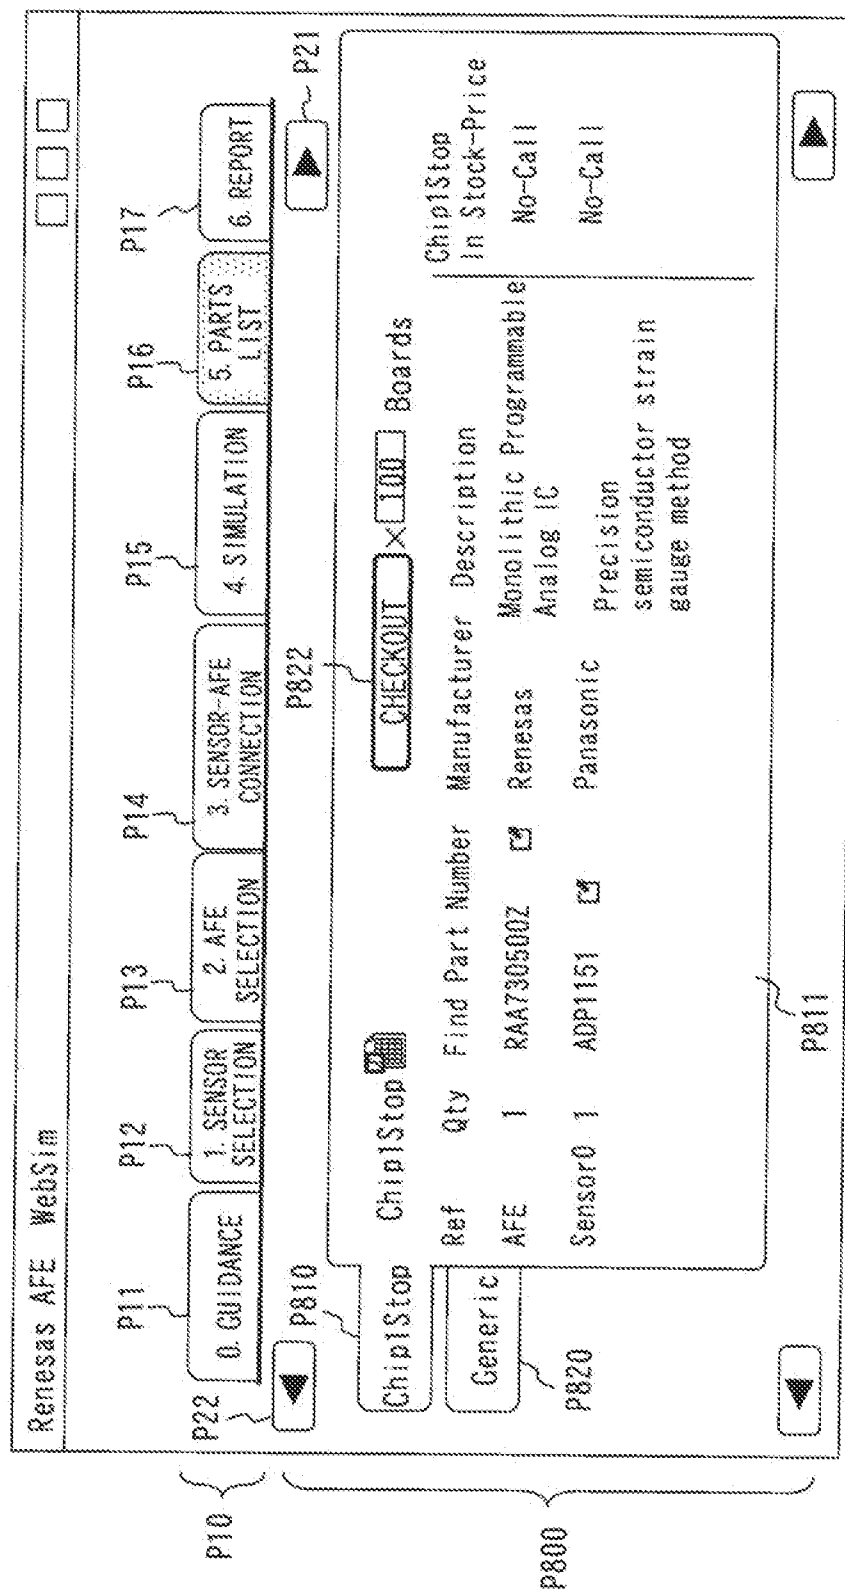 Renesas AFE WebSim
P10
P11
P12
P13
P14
P15
P16
P17
0. GUIDANCE
1. SENSOR
SELECTION
2. AFE
SELECTION
3. SENSOR-AFE
CONNECTION
4. SIMULATION
5. PARTS
LIST
6. REPORT
P22
P21
P800
P810
P822
Chip1Stop
Generic
P820
Chip1Stop
CHECKOUT × 100 Boards
Ref Qty Find Part Number Manufacturer Description Chip1Stop
In Stock-Price
AFE 1 RAA730500Z Renesas Monolithic Programmable No-Call
Analog IC
Sensor0 1 ADP1151 Panasonic Precision No-Call
semiconductor strain
gauge method
P811